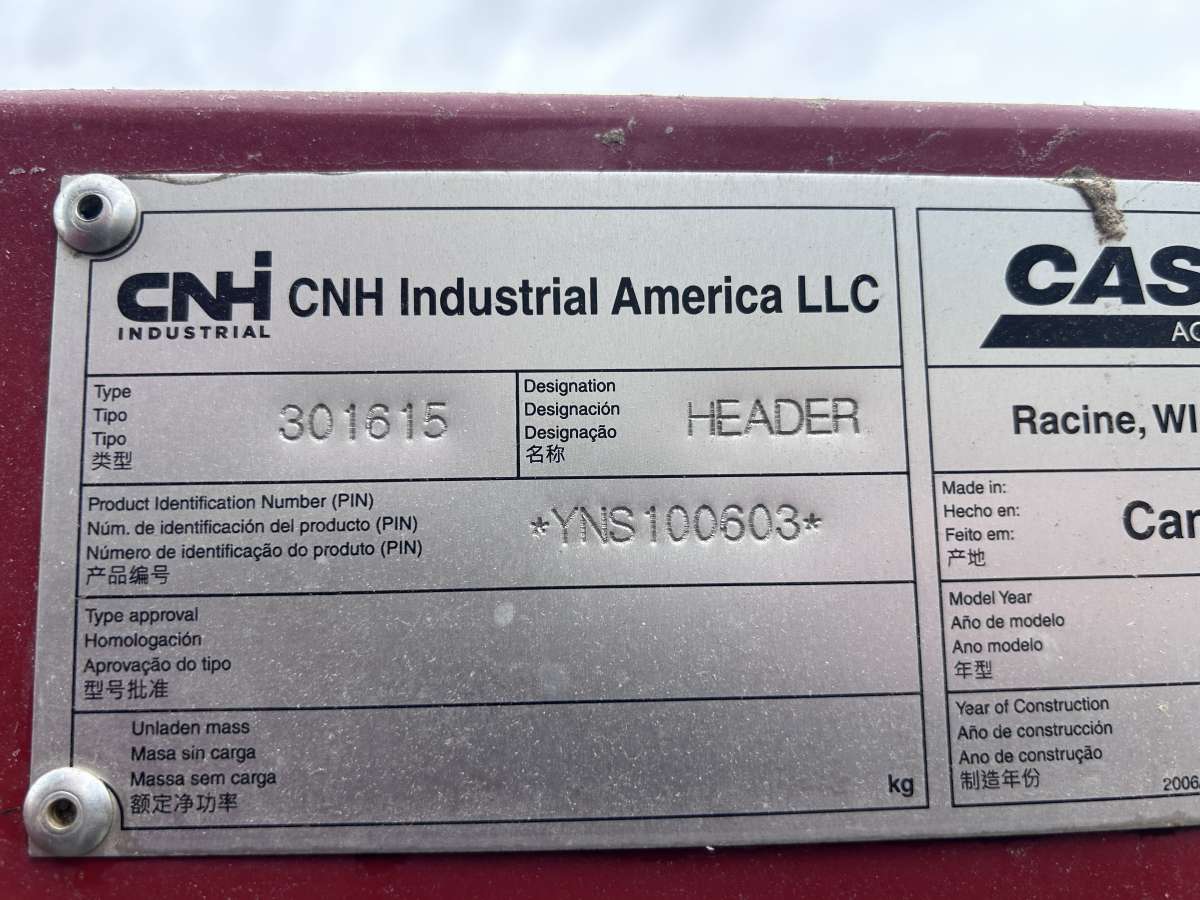 CNH
INDUSTRIAL
CNH Industrial America LLC
Type
Tipo
Tipo
类型
301615
Designation
Designación
Designação
名称
HEADER
Product Identification Number (PIN)
Núm. de identificación del producto (PIN)
Número de identificação do produto (PIN)
产品编号
*YNS100603*
Type approval
Homologación
Aprovação do tipo
型号批准
Unladen mass
Masa sin carga
Massa sem carga
额定净功率
kg
CAS
AG
Racine, WI
Made in:
Hecho en:
Feito em:
产地
Can
Model Year
Año de modelo
Ano modelo
年型
Year of Construction
Año de construcción
Ano de construção
制造年份
2006/